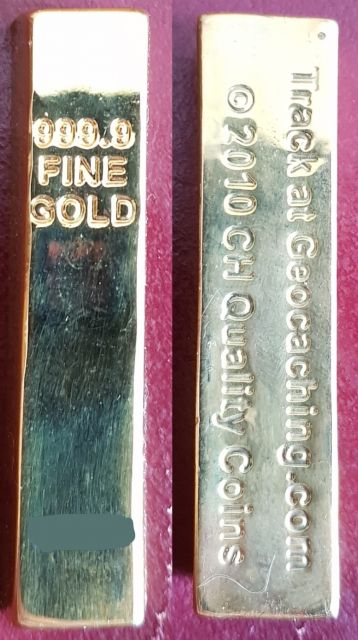 999.9
FINE
GOLD
Track at Geocaching.com
© 2010 CH Quality Coins